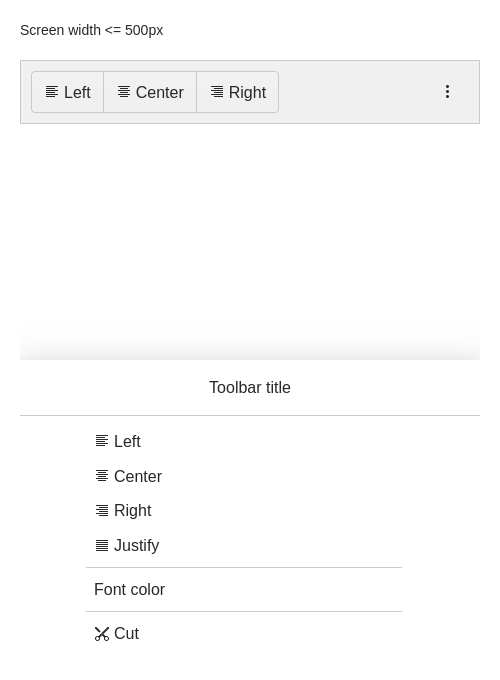 Screen width <= 500px
Left Center Right
Toolbar title
Left
Center
Right
Justify
Font color
Cut